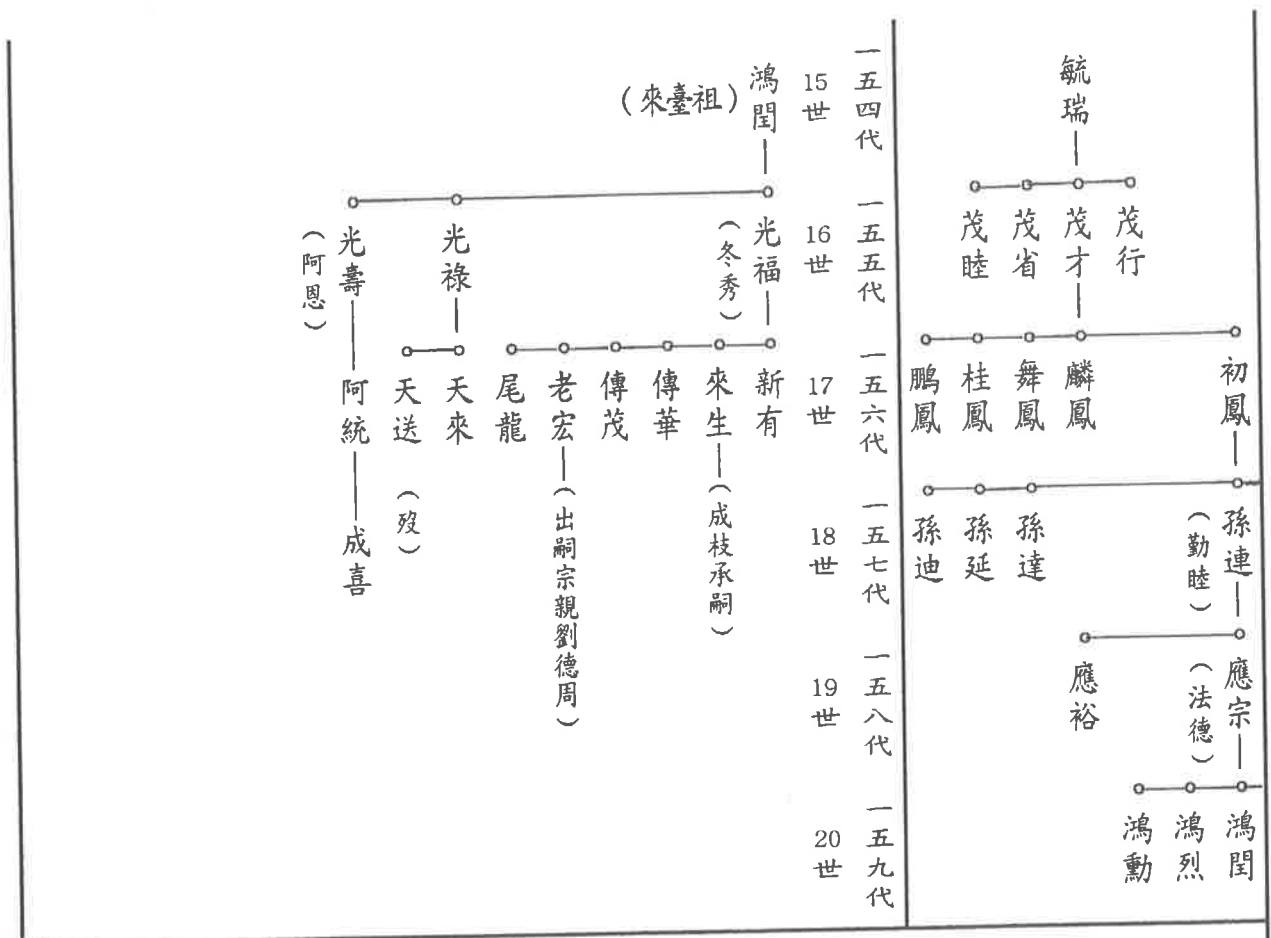 毓瑞
茂行
茂才
茂省
茂睦
初鳳
麟鳳
舞鳳
桂鳳
鵬鳳
孫連
（勤睦）
孫達
孫延
孫迪
應宗
（法德）
應裕
鴻閏
鴻烈
鴻勳
一五四代
15世
一五五代
16世
一五六代
17世
一五七代
18世
一五八代
19世
一五九代
20世
鴻閏
（來臺祖）
光福
（冬秀）
光祿
光壽
（阿恩）
新有
來生
（成枝承嗣）
傳華
傳茂
老宏
（出嗣宗親劉德周）
尾龍
天來
天送
（歿）
阿統
成喜